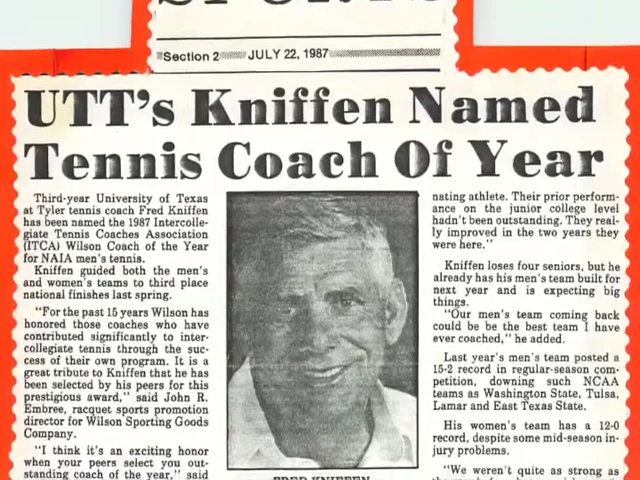 SPORTS
Section 2 JULY 22, 1987
UTT's Kniffen Named
Tennis Coach Of Year
Third-year University of Texas
at Tyler tennis coach Fred Kniffen
has been named the 1987 Intercolle-
giate Tennis Coaches Association
(ITCA) Wilson Coach of the Year
for NAIA men's tennis.
Kniffen guided both the men's
and women's teams to third place
national finishes last spring.
"For the past 15 years Wilson has
honored those coaches who have
contributed significantly to inter-
collegiate tennis through the suc-
cess of their own program. It is a
great tribute to Kniffen that he has
been selected by his peers for this
prestigious award," said John R.
Embree, racquet sports promotion
director for Wilson Sporting Goods
Company.
"I think it's an exciting honor
when your peers select you out-
standing coach of the year," said
FRED KNIFFEN
nating athlete. Their prior perform-
ance on the junior college level
hadn't been outstanding. They real-
ly improved in the two years they
were here."
Kniffen loses four seniors, but he
already has his men's team built for
next year and is expecting big
things.
"Our men's team coming back
could be be the best team I have
ever coached," he added.
Last year's men's team posted a
15-2 record in regular-season com-
petition, downing such NCAA
teams as Washington State, Tulsa,
Lamar and East Texas State.
His women's team has a 12-0
record, despite some mid-season in-
jury problems.
"We weren't quite as strong as